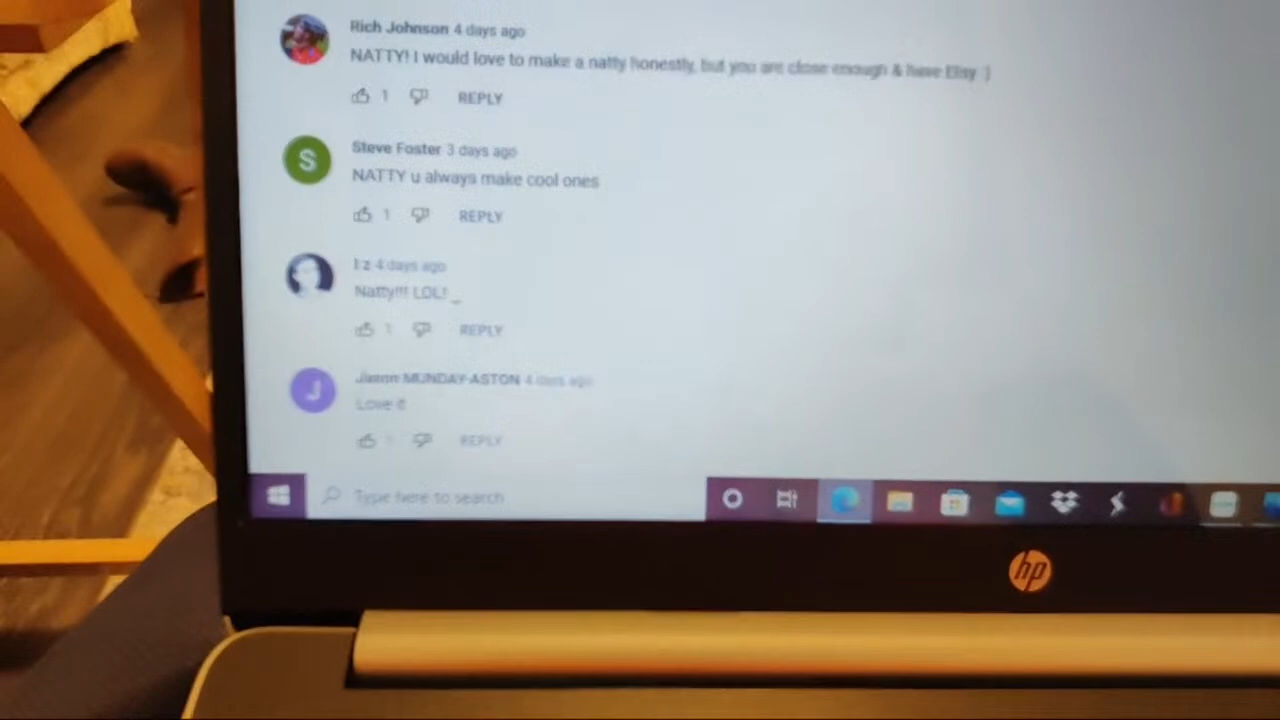 Rich Johnson 4 days ago
NATTY! I would love to make a natty honestly, but you are close enough & have Etsy :)
1 REPLY
S
Steve Foster 3 days ago
NATTY u always make cool ones
1 REPLY
I z 4 days ago
Natty!!! LOL! _
1 REPLY
J
Jason MUNDAY-ASTON 4 days ago
Love it
REPLY
Type here to search
hp